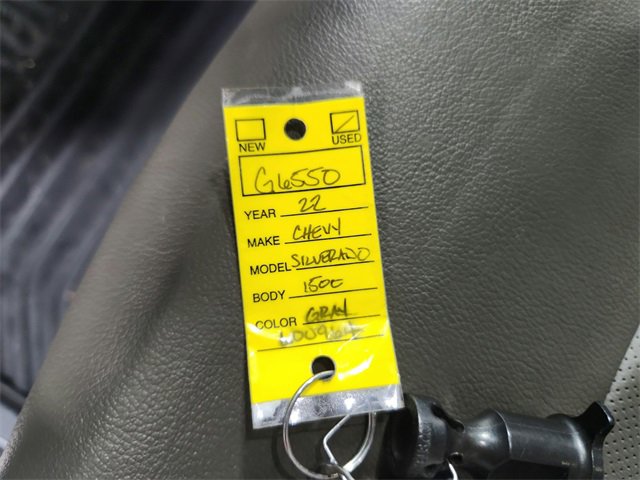 NEW USED
G6550
YEAR 22
MAKE CHEVY
MODEL SILVERADO
BODY 1500
COLOR GRAY